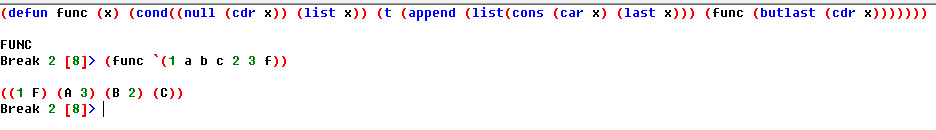 (defun func (x) (cond((null (cdr x)) (list x)) (t (append (list(cons (car x) (last x))) (func (butlast (cdr x)))))))
FUNC
Break 2 [8]> (func `(1 a b c 2 3 f))
((1 F) (A 3) (B 2) (C))
Break 2 [8]>